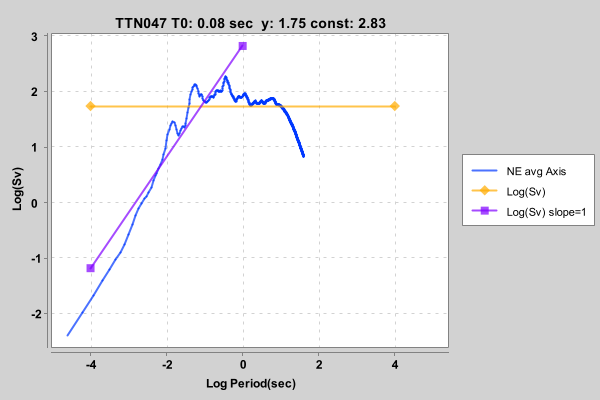 TTN047 T0: 0.08 sec  y: 1.75 const: 2.83
3
2
1
0
-1
-2
Log(Sv)
-4
-2
0
2
4
Log Period(sec)
NE avg Axis
Log(Sv)
Log(Sv) slope=1